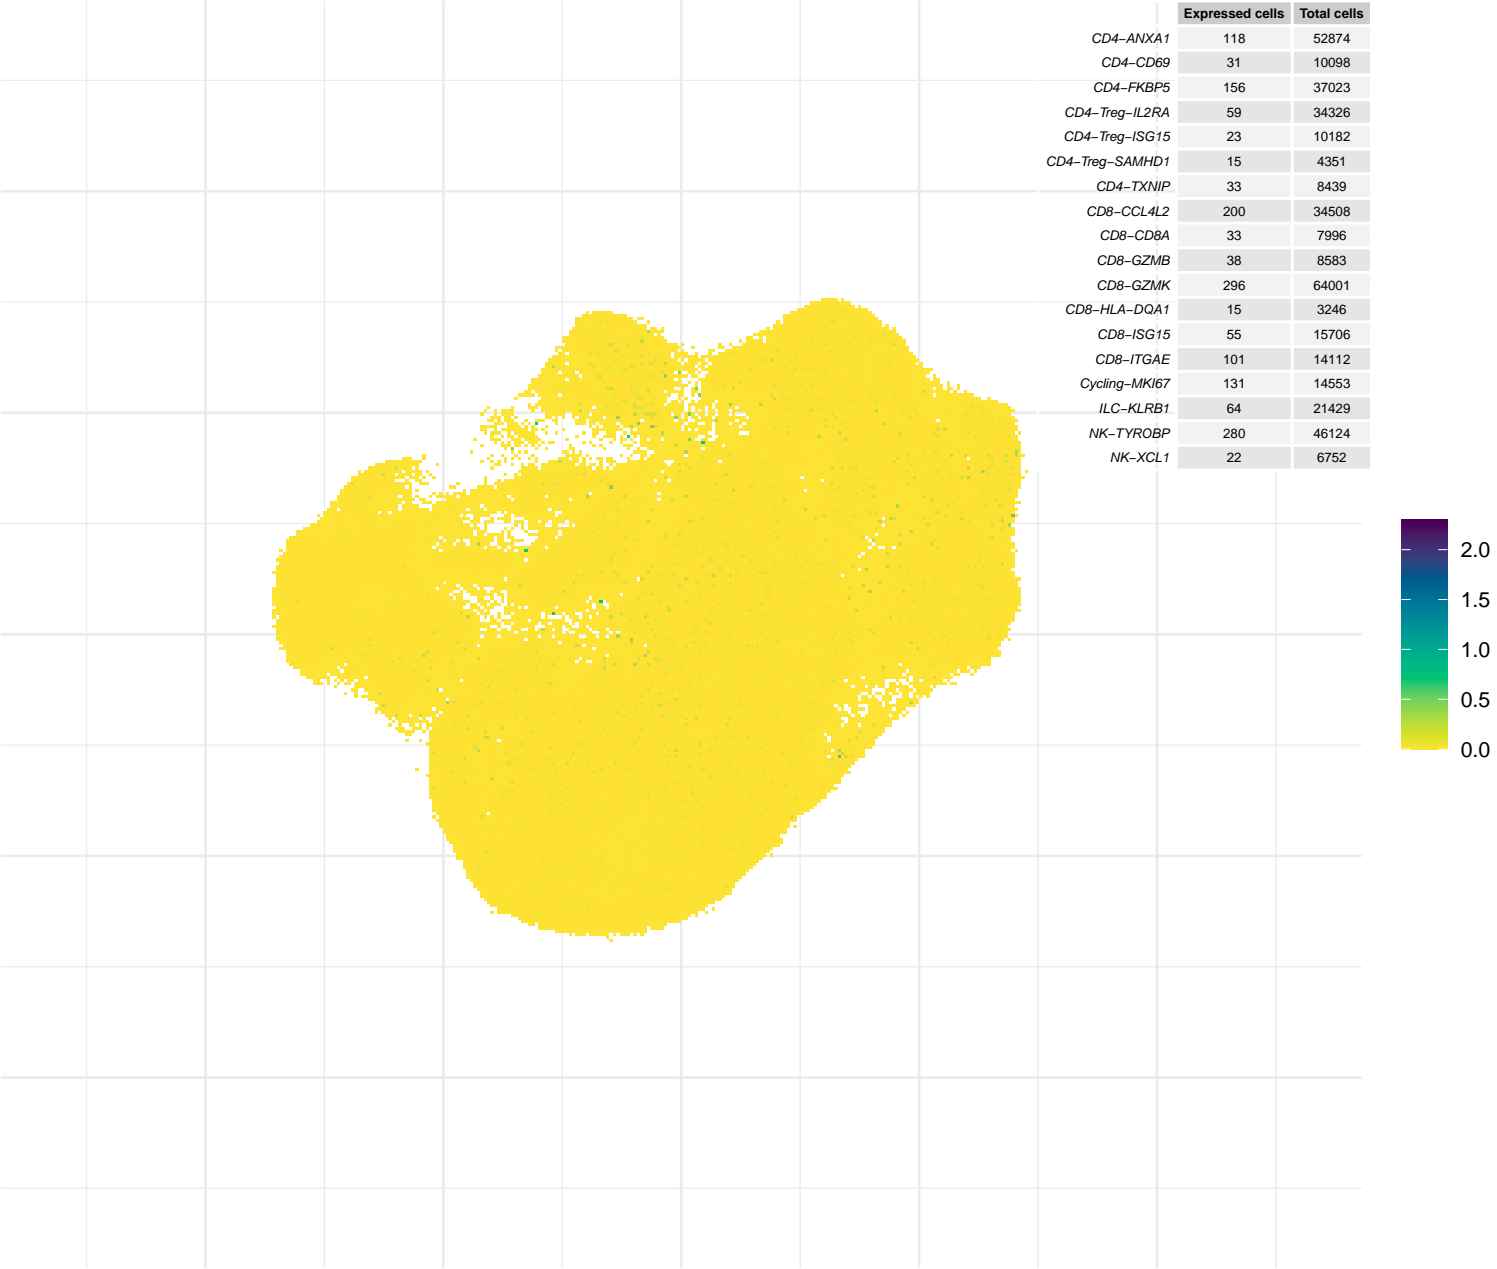 Expressed cells Total cells
CD4−ANXA1 118 52874
CD4−CD69 31 10098
CD4−FKBP5 156 37023
CD4−Treg−IL2RA 59 34326
CD4−Treg−ISG15 23 10182
CD4−Treg−SAMHD1 15 4351
CD4−TXNIP 33 8439
CD8−CCL4L2 200 34508
CD8−CD8A 33 7996
CD8−GZMB 38 8583
CD8−GZMK 296 64001
CD8−HLA−DQA1 15 3246
CD8−ISG15 55 15706
CD8−ITGAE 101 14112
Cycling−MKI67 131 14553
ILC−KLRB1 64 21429
NK−TYROBP 280 46124
NK−XCL1 22 6752
2.0
1.5
1.0
0.5
0.0